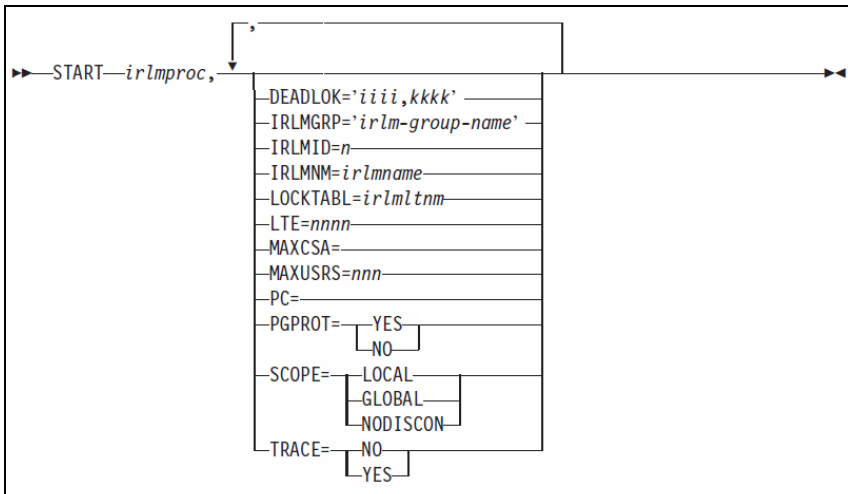 ,
START irlmproc,
DEADLOK='iiii,kkkk'
IRLMGRP='irlm-group-name'
IRLMID=n
IRLMNM=irlmname
LOCKTABL=irlmltnm
LTE=nnnn
MAXCSA=
MAXUSRS=nnn
PC=
PGPROT= YES
NO
SCOPE= LOCAL
GLOBAL
NODISCON
TRACE= NO
YES